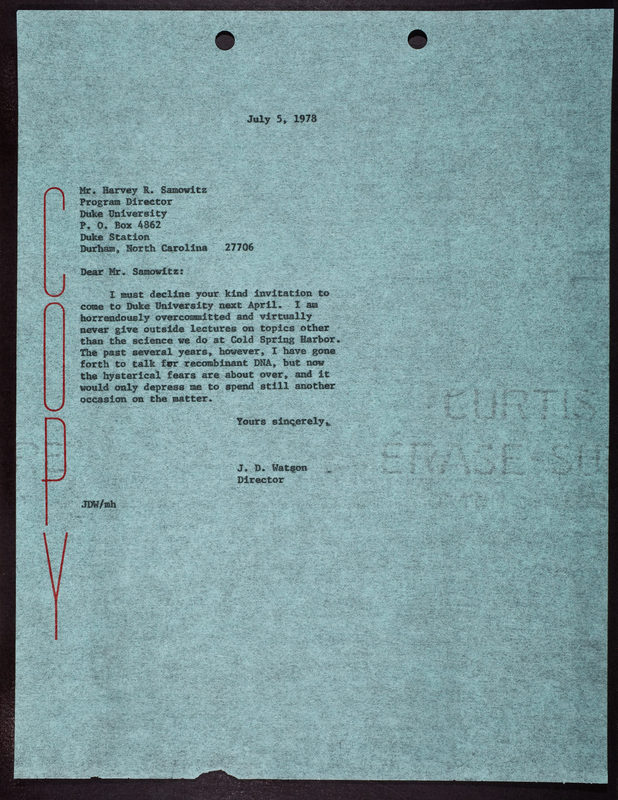 July 5, 1978
COPY
Mr. Harvey R. Samowitz
Program Director
Duke University
P. O. Box 4862
Duke Station
Durham, North Carolina 27706
Dear Mr. Samowitz:
I must decline your kind invitation to
come to Duke University next April. I am
horrendously overcommitted and virtually
never give outside lectures on topics other
than the science we do at Cold Spring Harbor.
The past several years, however, I have gone
forth to talk for recombinant DNA, but now
the hysterical fears are about over, and it
would only depress me to spend still another
occasion on the matter.
CURTIS
ERASE-
Yours sincerely,
J. D. Watson
Director
JDW/mh